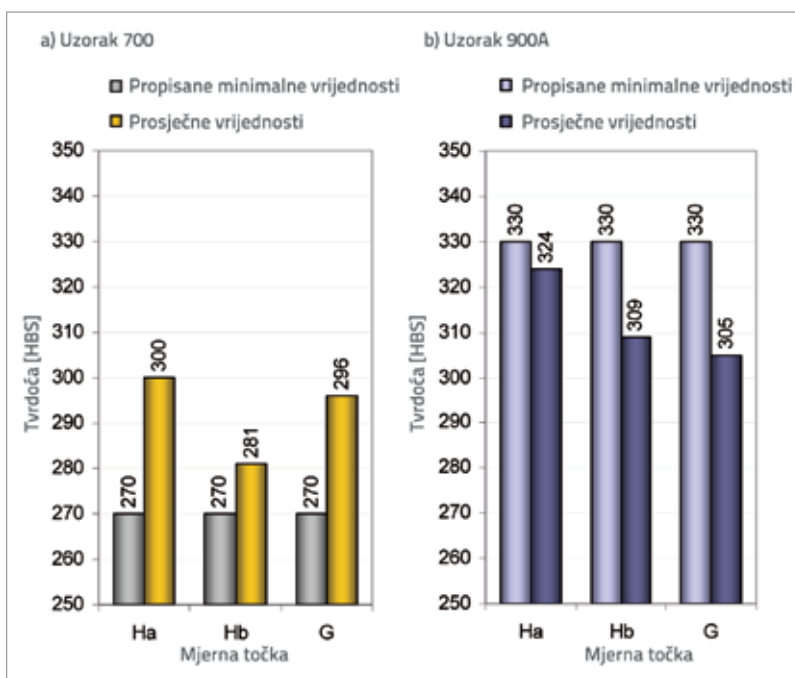 a) Uzorak 700
Propisane minimalne vrijednosti
Prosječne vrijednosti
350
340
330
320
310
300
290
280
270
260
250
Tvrdoća [HBS]
270
300
270
281
270
296
Ha
Hb
G
Mjerna točka
b) Uzorak 900A
Propisane minimalne vrijednosti
Prosječne vrijednosti
350
340
330
320
310
300
290
280
270
260
250
Tvrdoća [HBS]
330
324
330
309
330
305
Ha
Hb
G
Mjerna točka